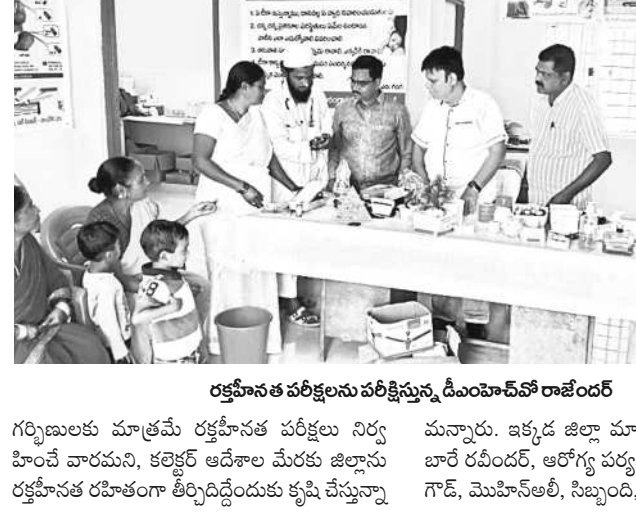 రక్తహీనత పరీక్షలను పరీక్షిస్తున్న డీఎంహెచ్‌వో రాజేందర్
గర్భిణులకు మాత్రమే రక్తహీనత పరీక్షలు నిర్వ
హించే వారమని, కలెక్టర్ ఆదేశాల మేరకు జిల్లాను
రక్తహీనత రహితంగా తీర్చిదిద్దేందుకు కృషి చేస్తున్నా
మన్నారు. ఇక్కడ జిల్లా మా
బారే రవీందర్, ఆరోగ్య పర్య
గౌడ్, మొహిన్‌అలీ, సిబ్బంది,